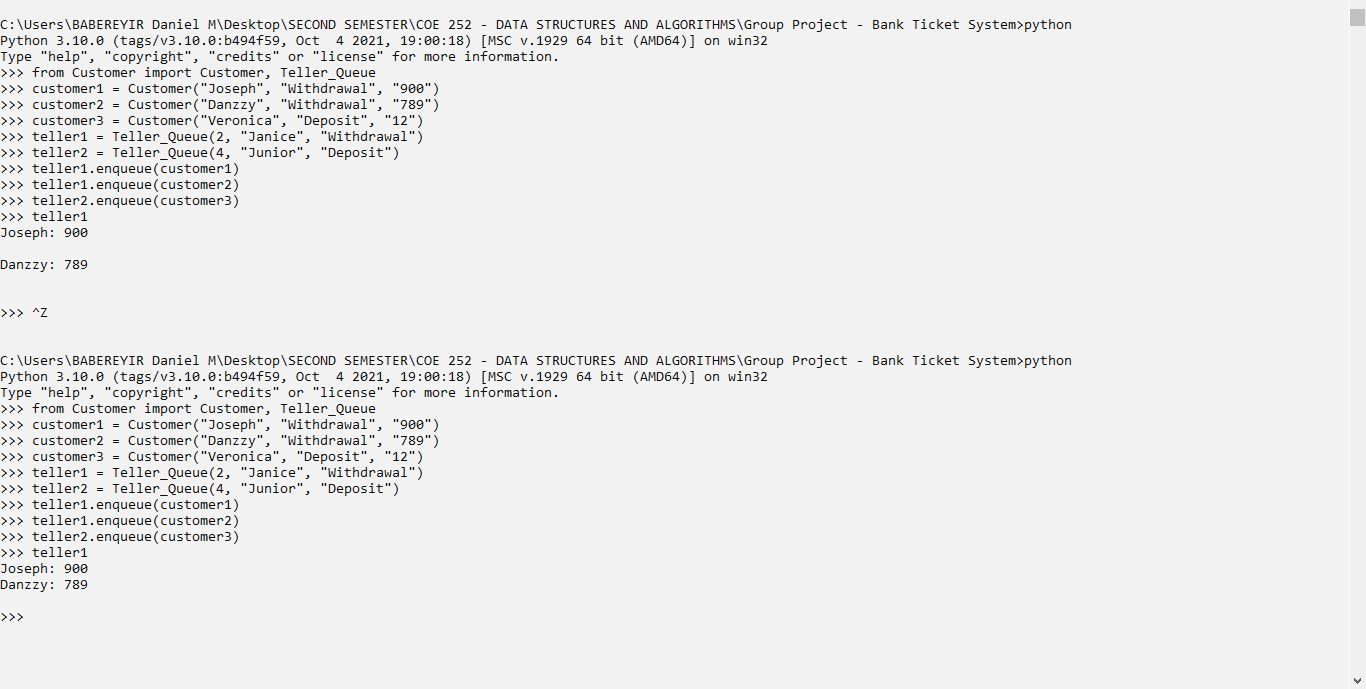 C:\Users\BABEREYIR Daniel M\Desktop\SECOND SEMESTER\COE 252 - DATA STRUCTURES AND ALGORITHMS\Group Project - Bank Ticket System>python
Python 3.10.0 (tags/v3.10.0:b494f59, Oct  4 2021, 19:00:18) [MSC v.1929 64 bit (AMD64)] on win32
Type "help", "copyright", "credits" or "license" for more information.
>>> from Customer import Customer, Teller_Queue
>>> customer1 = Customer("Joseph", "Withdrawal", "900")
>>> customer2 = Customer("Danzzy", "Withdrawal", "789")
>>> customer3 = Customer("Veronica", "Deposit", "12")
>>> teller1 = Teller_Queue(2, "Janice", "Withdrawal")
>>> teller2 = Teller_Queue(4, "Junior", "Deposit")
>>> teller1.enqueue(customer1)
>>> teller1.enqueue(customer2)
>>> teller2.enqueue(customer3)
>>> teller1
Joseph: 900
Danzzy: 789
>>> ^Z
C:\Users\BABEREYIR Daniel M\Desktop\SECOND SEMESTER\COE 252 - DATA STRUCTURES AND ALGORITHMS\Group Project - Bank Ticket System>python
Python 3.10.0 (tags/v3.10.0:b494f59, Oct  4 2021, 19:00:18) [MSC v.1929 64 bit (AMD64)] on win32
Type "help", "copyright", "credits" or "license" for more information.
>>> from Customer import Customer, Teller_Queue
>>> customer1 = Customer("Joseph", "Withdrawal", "900")
>>> customer2 = Customer("Danzzy", "Withdrawal", "789")
>>> customer3 = Customer("Veronica", "Deposit", "12")
>>> teller1 = Teller_Queue(2, "Janice", "Withdrawal")
>>> teller2 = Teller_Queue(4, "Junior", "Deposit")
>>> teller1.enqueue(customer1)
>>> teller1.enqueue(customer2)
>>> teller2.enqueue(customer3)
>>> teller1
Joseph: 900
Danzzy: 789
>>>